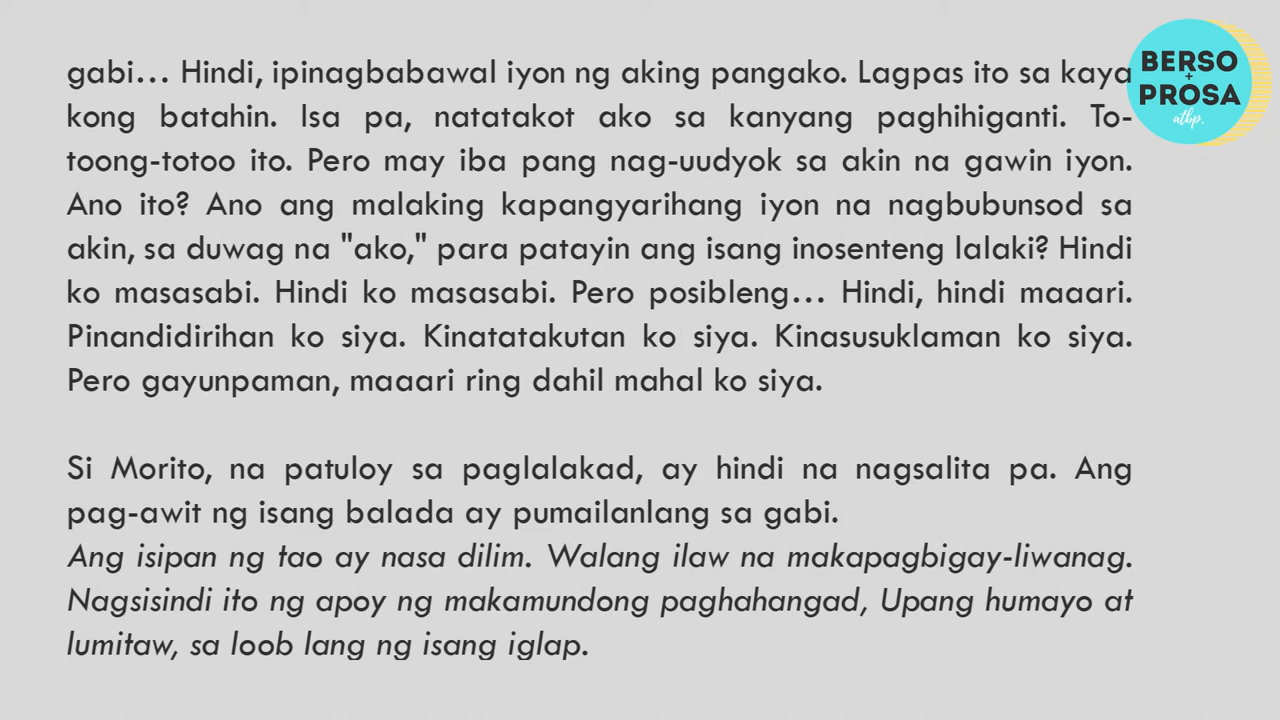 gabi… Hindi, ipinagbabawal iyon ng aking pangako. Lagpas ito sa kaya
kong batahin. Isa pa, natatakot ako sa kanyang paghihiganti. To-
toong-totoo ito. Pero may iba pang nag-uudyok sa akin na gawin iyon.
Ano ito? Ano ang malaking kapangyarihang iyon na nagbubunsod sa
akin, sa duwag na "ako," para patayin ang isang inosenteng lalaki? Hindi
ko masasabi. Hindi ko masasabi. Pero posibleng… Hindi, hindi maaari.
Pinandidirihan ko siya. Kinatatakutan ko siya. Kinasusuklaman ko siya.
Pero gayunpaman, maaari ring dahil mahal ko siya.
Si Morito, na patuloy sa paglalakad, ay hindi na nagsalita pa. Ang
pag-awit ng isang balada ay pumailanlang sa gabi.
Ang isipan ng tao ay nasa dilim. Walang ilaw na makapagbigay-liwanag.
Nagsisindi ito ng apoy ng makamundong paghahangad, Upang humayo at
lumitaw, sa loob lang ng isang iglap.
BERSO
+
PROSA
atbp.